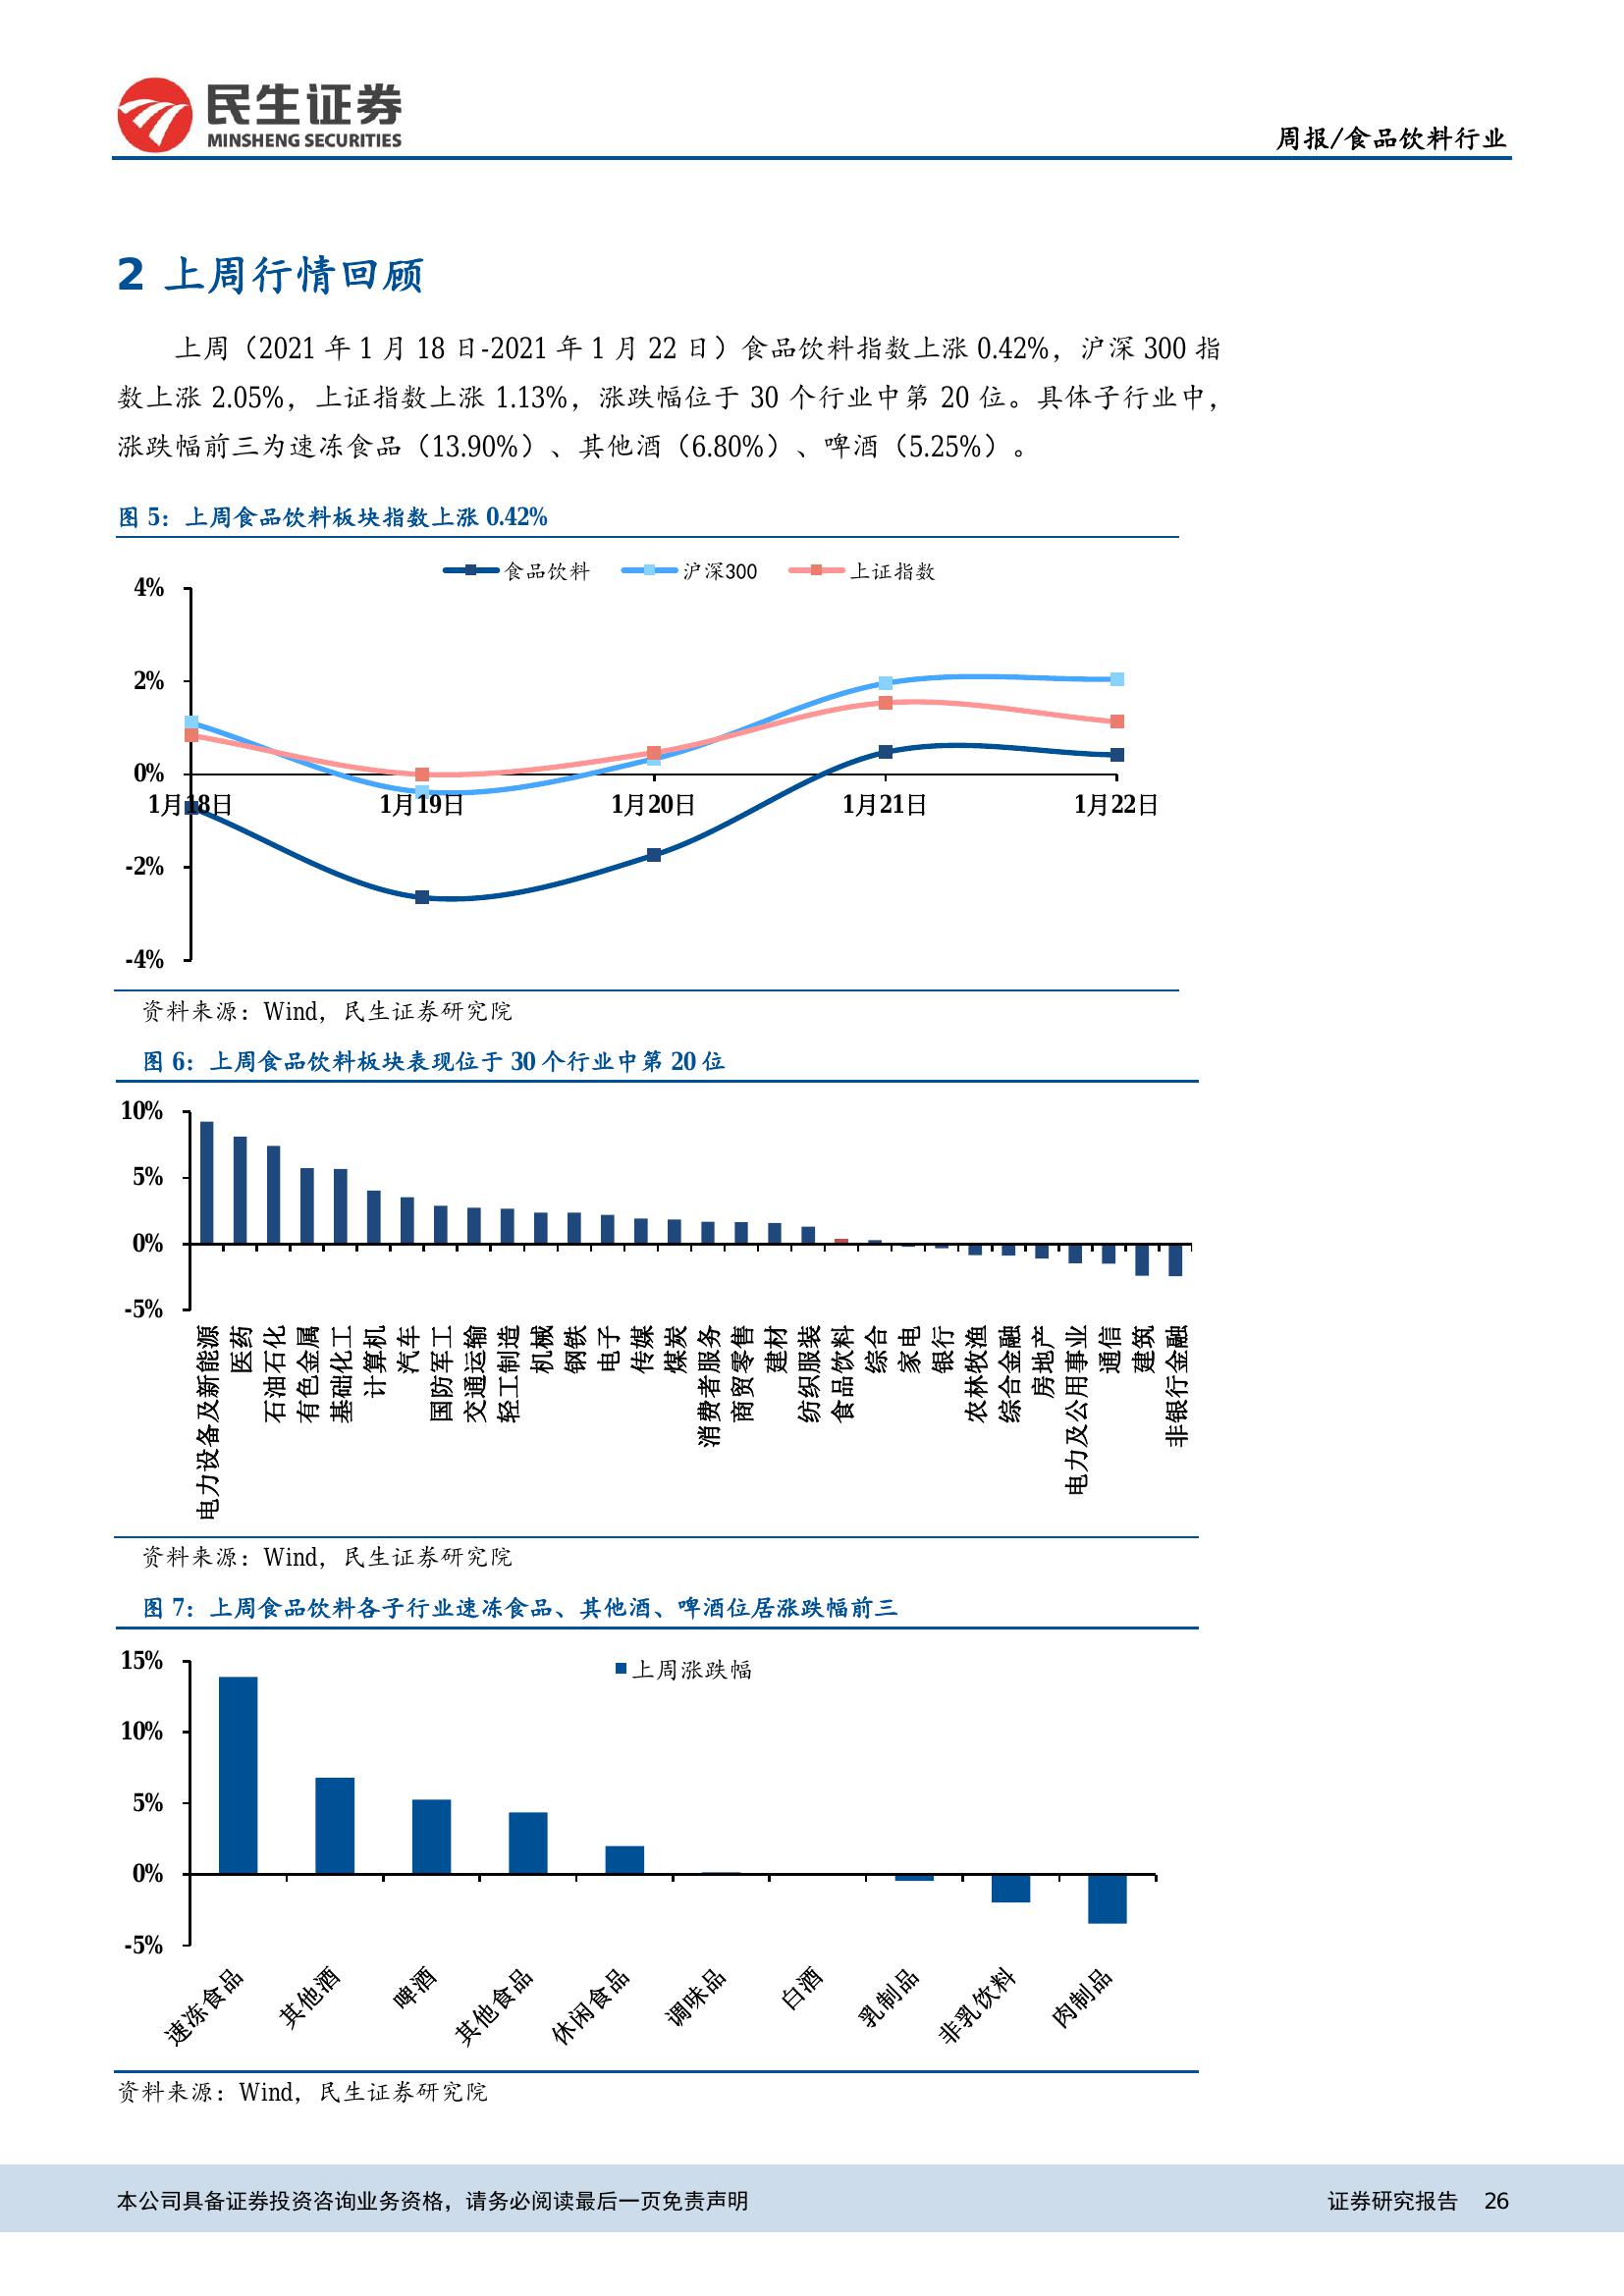 民生证券
MINSHENG SECURITIES
周报/食品饮料行业
2 上周行情回顾
上周（2021 年 1 月 18 日-2021 年 1 月 22 日）食品饮料指数上涨 0.42%，沪深 300 指
数上涨 2.05%，上证指数上涨 1.13%，涨跌幅位于 30 个行业中第 20 位。具体子行业中，
涨跌幅前三为速冻食品（13.90%）、其他酒（6.80%）、啤酒（5.25%）。
图 5：上周食品饮料板块指数上涨 0.42%
食品饮料 沪深300 上证指数
4%
2%
0%
-2%
-4%
1月18日 1月19日 1月20日 1月21日 1月22日
资料来源：Wind，民生证券研究院
图 6：上周食品饮料板块表现位于 30 个行业中第 20 位
10%
5%
0%
-5%
电力设备及新能源
医药
石油石化
有色金属
基础化工
计算机
汽车
国防军工
交通运输
轻工制造
机械
钢铁
电子
传媒
煤炭
消费者服务
商贸零售
建材
纺织服装
食品饮料
综合
家电
银行
农林牧渔
综合金融
房地产
电力及公用事业
通信
建筑
非银行金融
资料来源：Wind，民生证券研究院
图 7：上周食品饮料各子行业速冻食品、其他酒、啤酒位居涨跌幅前三
上周涨跌幅
15%
10%
5%
0%
-5%
速冻食品
其他酒
啤酒
其他食品
休闲食品
调味品
白酒
乳制品
非乳饮料
肉制品
资料来源：Wind，民生证券研究院
本公司具备证券投资咨询业务资格，请务必阅读最后一页免责声明
证券研究报告 26